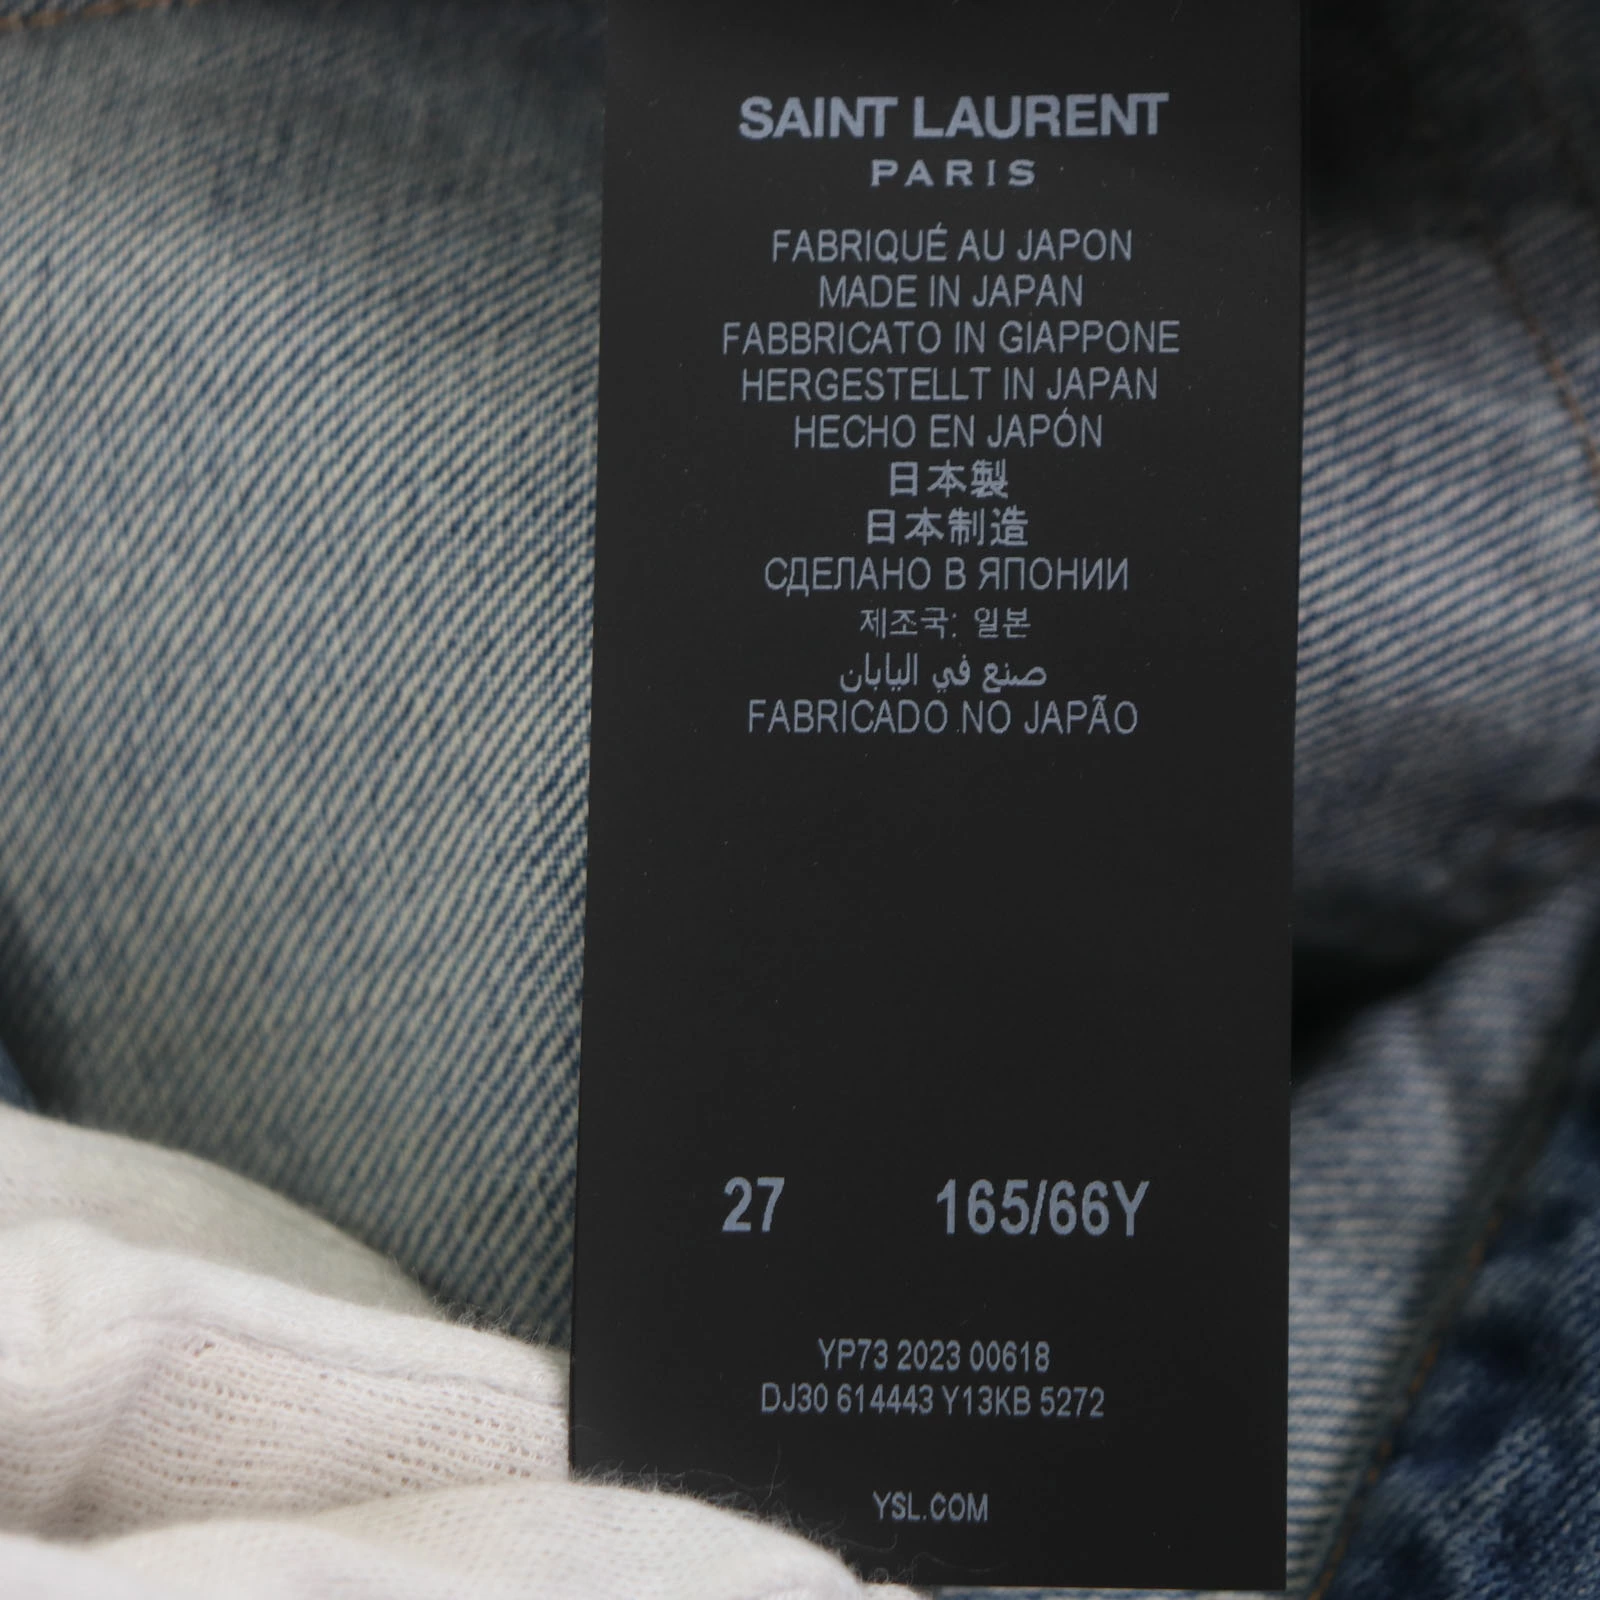 SAINT LAURENT
PARIS
FABRIQUÉ AU JAPON
MADE IN JAPAN
FABBRICATO IN GIAPPONE
HERGESTELLT IN JAPAN
HECHO EN JAPÓN
日本製
日本制造
СДЕЛАНО В ЯПОНИИ
제조국: 일본
صنع في اليابان
FABRICADO NO JAPÃO
27 165/66Y
YP73 2023 00618
DJ30 614443 Y13KB 5272
YSL.COM